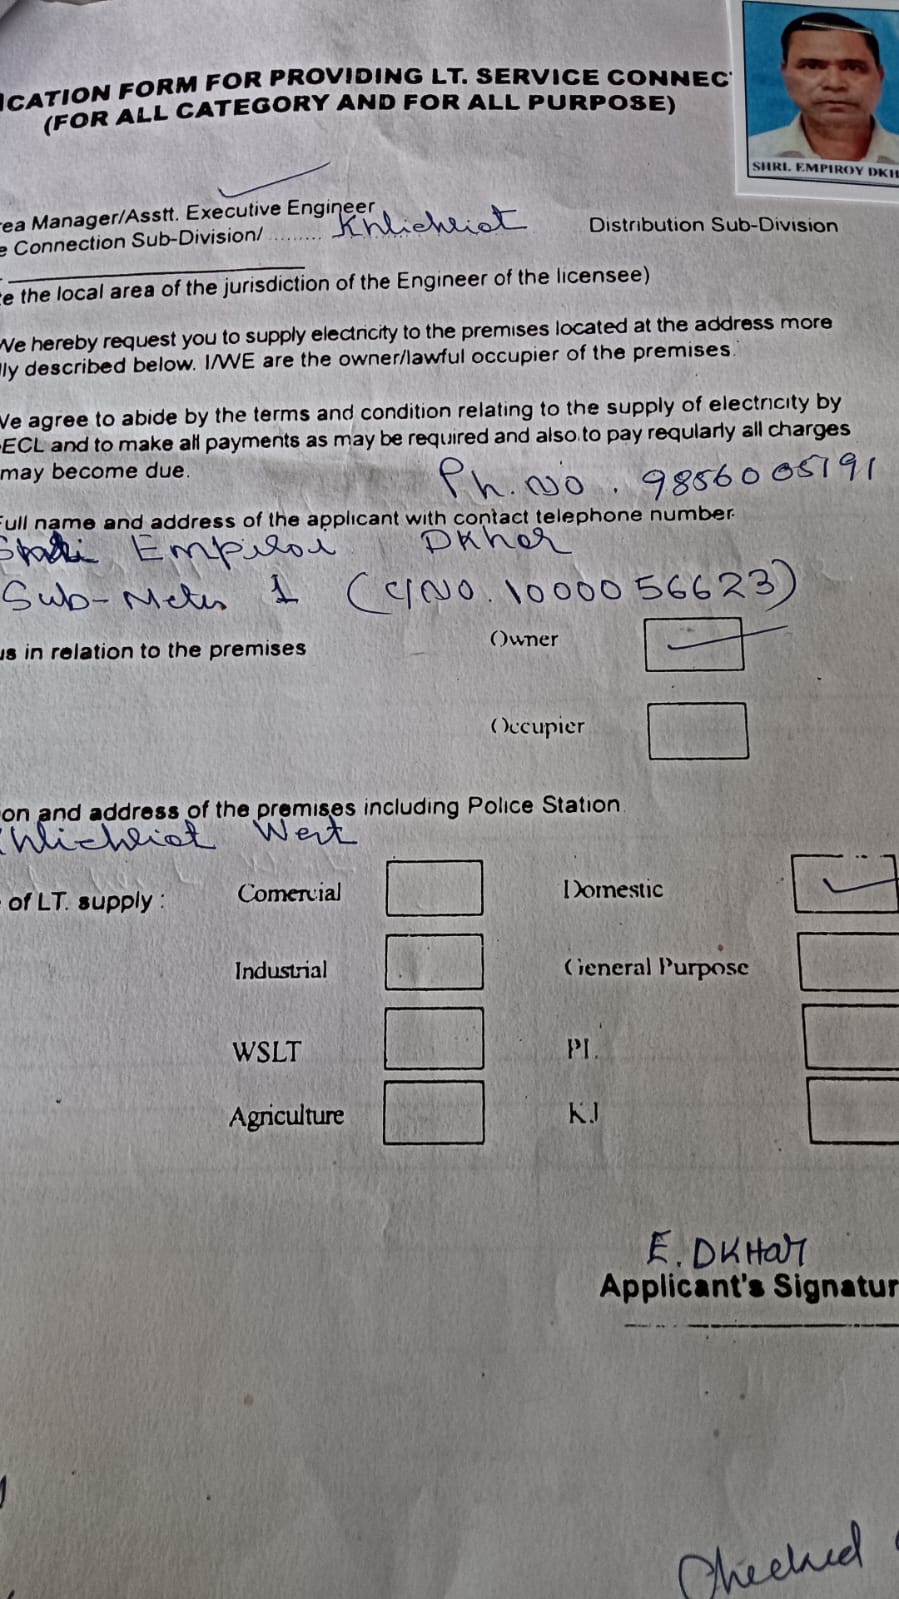 ICATION FORM FOR PROVIDING LT. SERVICE CONNEC
(FOR ALL CATEGORY AND FOR ALL PURPOSE)
SHRI. EMPIROY DKH
rea Manager/Asstt. Executive Engineer
e Connection Sub-Division/ ......... Khliehriat Distribution Sub-Division
te the local area of the jurisdiction of the Engineer of the licensee)
We hereby request you to supply electricity to the premises located at the address more
lly described below. I/WE are the owner/lawful occupier of the premises.
We agree to abide by the terms and condition relating to the supply of electricity by
ECL and to make all payments as may be required and also to pay reqularly all charges
may become due.
Ph. No. 9856005191
Full name and address of the applicant with contact telephone number
Empiroi Dkhar
Sub-Meter 1 (C/NO. 1000056623)
us in relation to the premises
Owner
Occupier
on and address of the premises including Police Station
Khliehriat West
of LT. supply :
Comercial
Domestic
Industrial
General Purpose
WSLT
PL.
Agriculture
KJ
E. DKHar
Applicant's Signatur
Checked